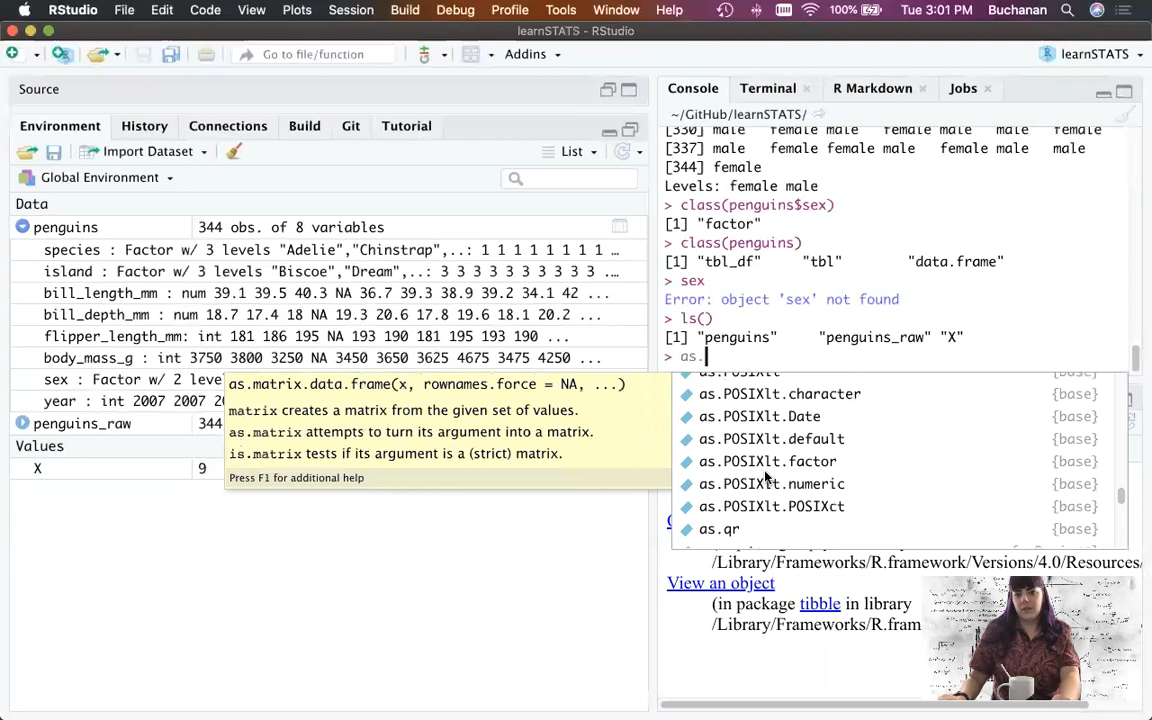 RStudio File Edit Code View Plots Session Build Debug Profile Tools Window Help 100% Tue 3:01 PM Buchanan
learnSTATS - RStudio
Go to file/function Addins learnSTATS
Source
Console Terminal R Markdown Jobs
~/GitHub/learnSTATS/
Environment History Connections Build Git Tutorial
Import Dataset List
Global Environment
Data
penguins 344 obs. of 8 variables
species : Factor w/ 3 levels "Adelie","Chinstrap",..: 1 1 1 1 1 1 1 ...
island : Factor w/ 3 levels "Biscoe","Dream",..: 3 3 3 3 3 3 3 3 3 3 ...
bill_length_mm : num 39.1 39.5 40.3 NA 36.7 39.3 38.9 39.2 34.1 42 ...
bill_depth_mm : num 18.7 17.4 18 NA 19.3 20.6 17.8 19.6 18.1 20.2 ...
flipper_length_mm: int 181 186 195 NA 193 190 181 195 193 190 ...
body_mass_g : int 3750 3800 3250 NA 3450 3650 3625 4675 3475 4250 ...
sex : Factor w/ 2 leve
year : int 2007 2007 20
penguins_raw 344
Values
X 9
[330] male female male female male female
[337] male female female male female male male
[344] female
Levels: female male
> class(penguins$sex)
[1] "factor"
> class(penguins)
[1] "tbl_df" "tbl" "data.frame"
> sex
Error: object 'sex' not found
> ls()
[1] "penguins" "penguins_raw" "X"
> as.
as.matrix.data.frame(x, rownames.force = NA, ...)
matrix creates a matrix from the given set of values.
as.matrix attempts to turn its argument into a matrix.
is.matrix tests if its argument is a (strict) matrix.
Press F1 for additional help
as.POSIXlt
as.POSIXlt.character {base}
as.POSIXlt.Date {base}
as.POSIXlt.default {base}
as.POSIXlt.factor {base}
as.POSIXlt.numeric {base}
as.POSIXlt.POSIXct {base}
as.qr {base}
/Library/Frameworks/R.framework/Versions/4.0/Resources/
View an object
(in package tibble in library
/Library/Frameworks/R.fram